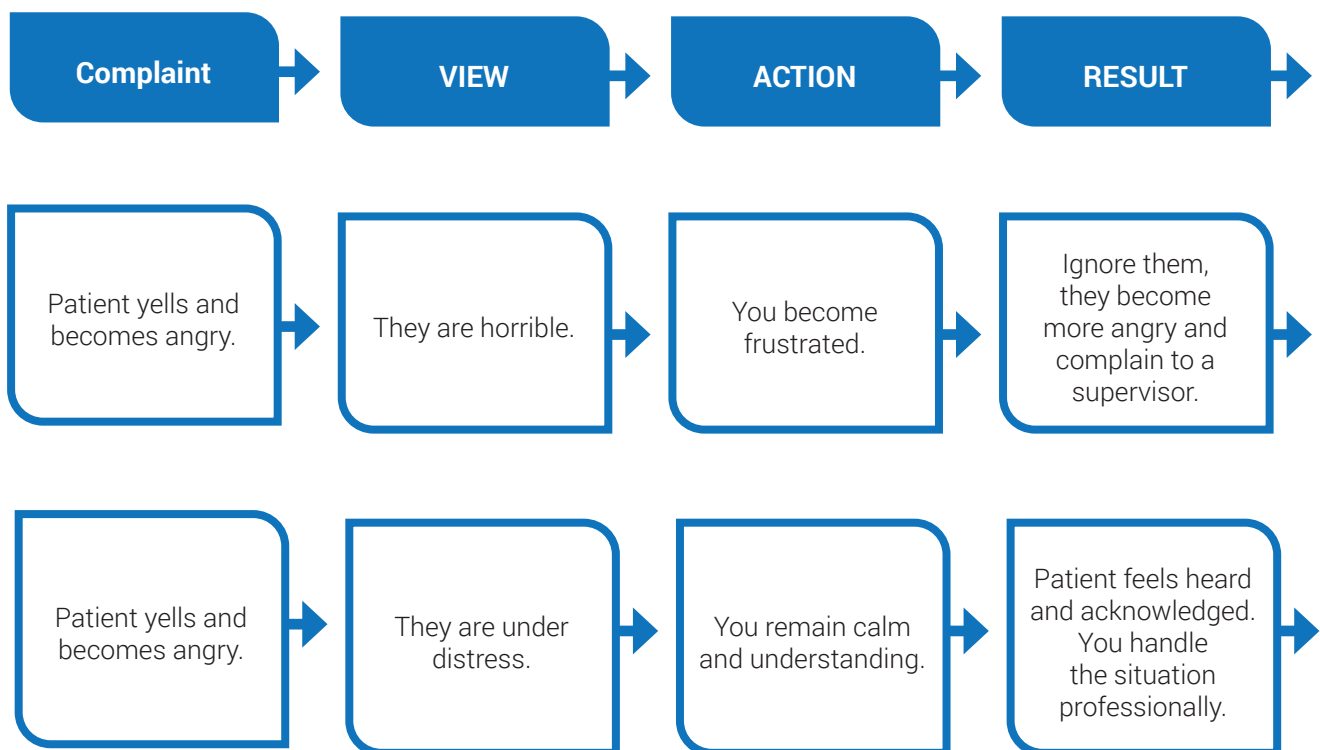 Complaint
VIEW
ACTION
RESULT
Patient yells and
becomes angry.
They are horrible.
You become
frustrated.
Ignore them,
they become
more angry and
complain to a
supervisor.
Patient yells and
becomes angry.
They are under
distress.
You remain calm
and understanding.
Patient feels heard
and acknowledged.
You handle
the situation
professionally.